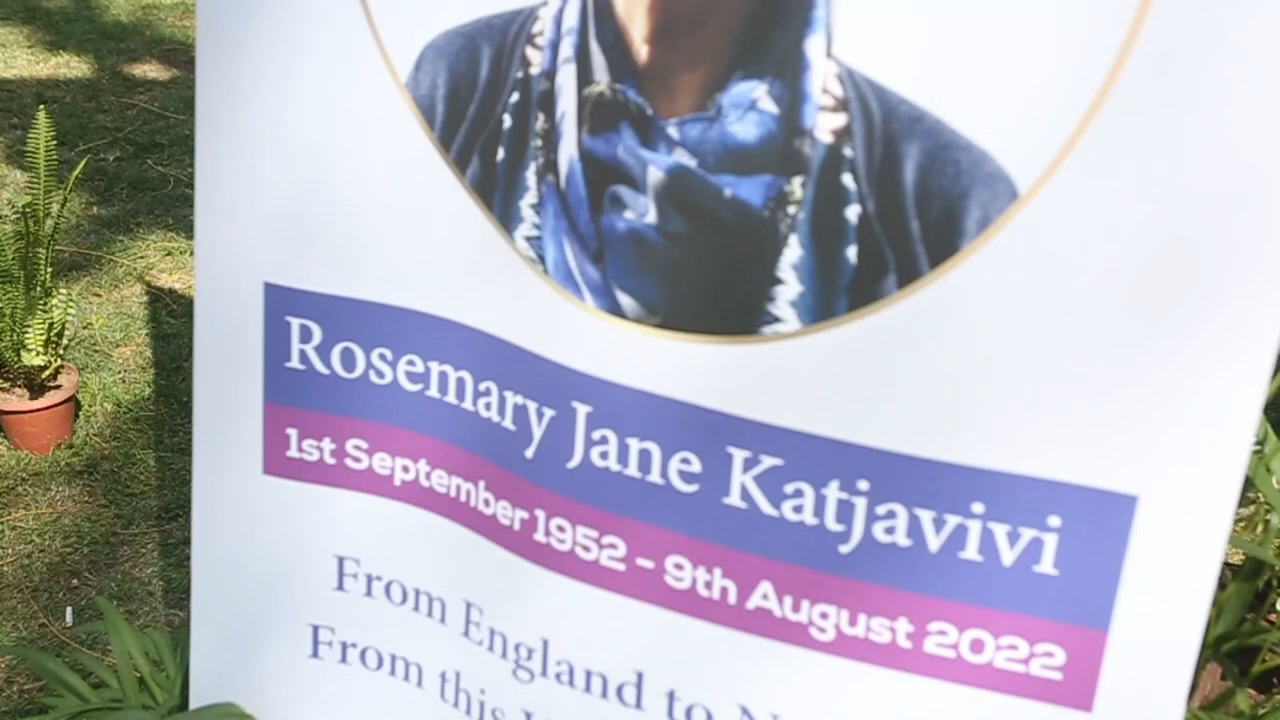 Rosemary Jane Katjavivi
1st September 1952 - 9th August 2022
From England to
From this